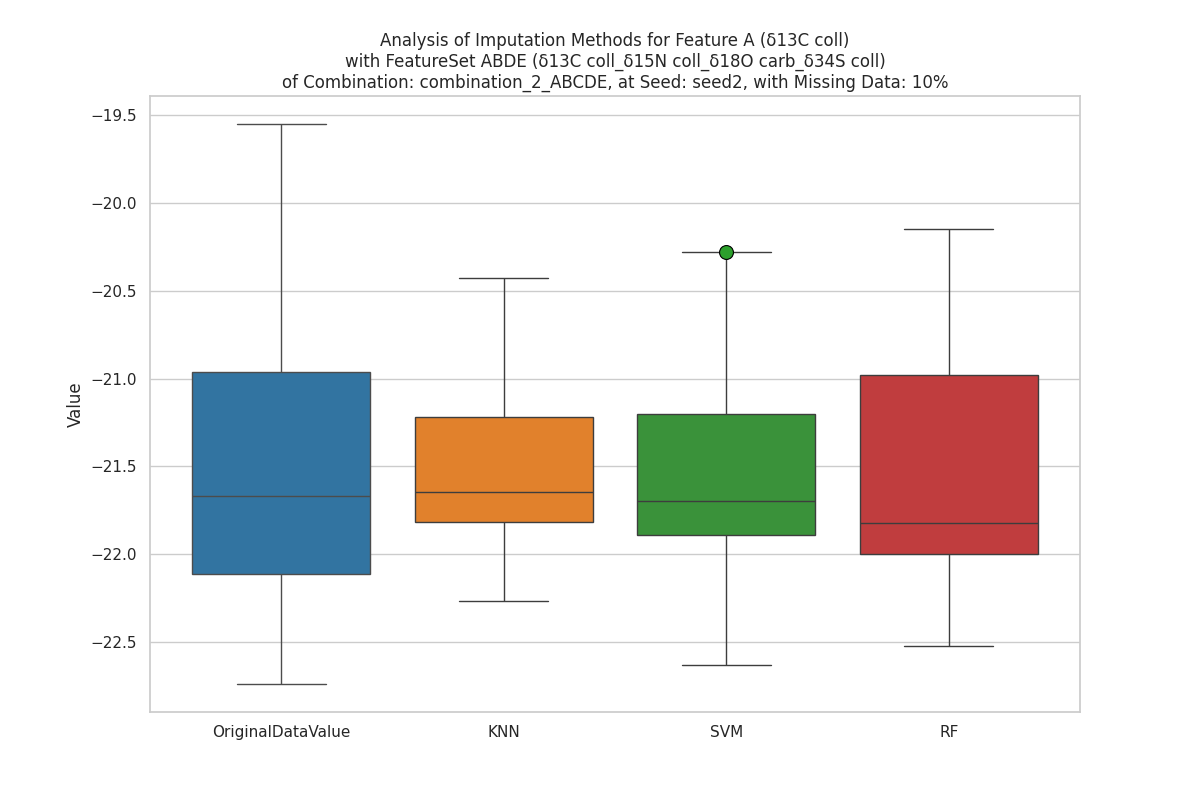 Analysis of Imputation Methods for Feature A (δ13C coll)
with FeatureSet ABDE (δ13C coll_δ15N coll_δ18O carb_δ34S coll)
of Combination: combination_2_ABCDE, at Seed: seed2, with Missing Data: 10%
−19.5
−20.0
−20.5
−21.0
−21.5
−22.0
−22.5
Value
OriginalDataValue
KNN
SVM
RF